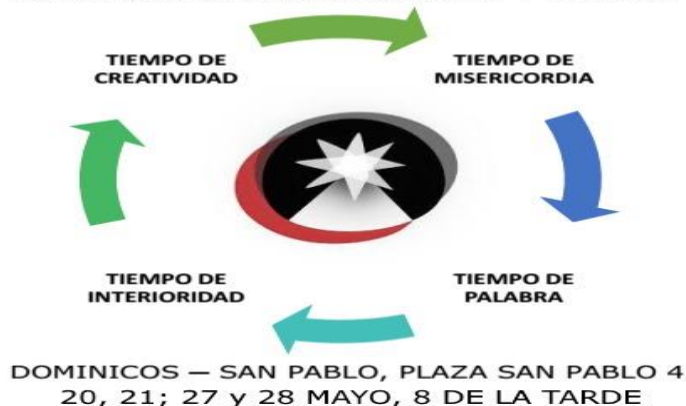 TIEMPO DE
CREATIVIDAD
TIEMPO DE
MISERICORDIA
TIEMPO DE
INTERIORIDAD
TIEMPO DE
PALABRA
DOMINICOS — SAN PABLO, PLAZA SAN PABLO 4
20, 21; 27 y 28 MAYO, 8 DE LA TARDE